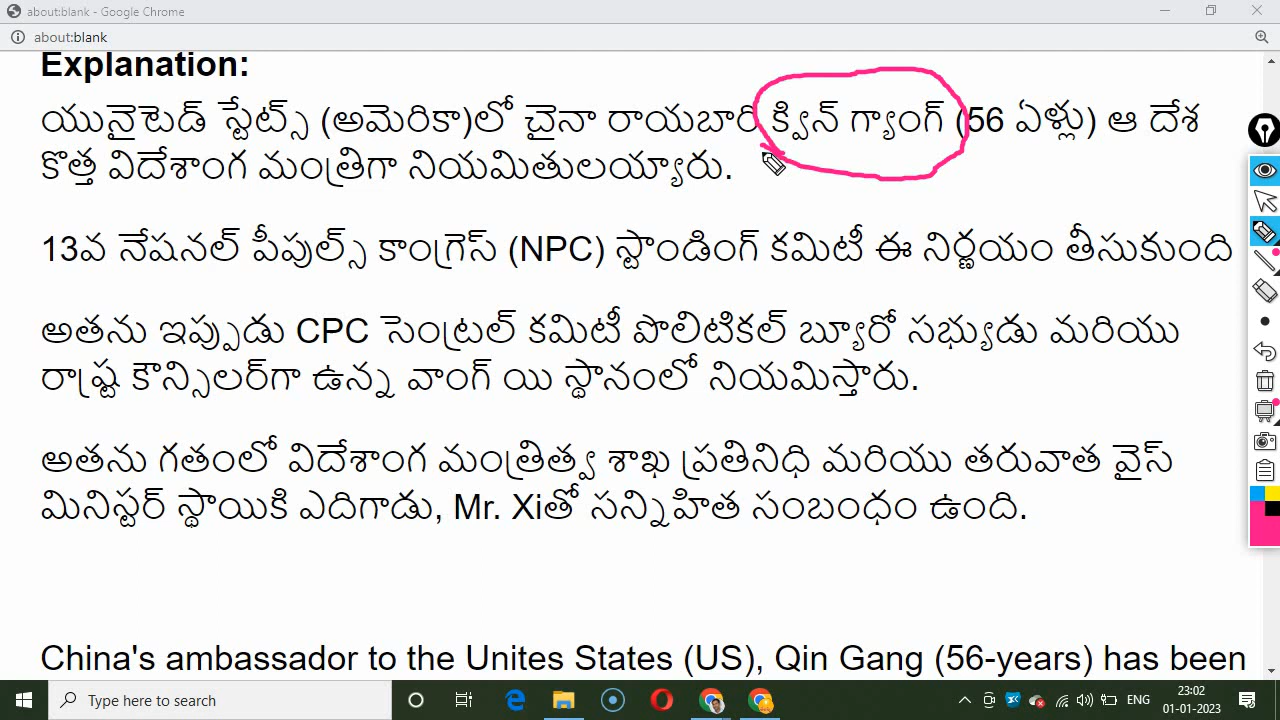 about:blank - Google Chrome
about:blank
Explanation:
యునైటెడ్ స్టేట్స్ (అమెరికా)లో చైనా రాయబారి క్విన్ గ్యాంగ్ (56 ఏళ్లు) ఆ దేశ
కొత్త విదేశాంగ మంత్రిగా నియమితులయ్యారు.
13వ నేషనల్ పీపుల్స్ కాంగ్రెస్ (NPC) స్టాండింగ్ కమిటీ ఈ నిర్ణయం తీసుకుంది
అతను ఇప్పుడు CPC సెంట్రల్ కమిటీ పొలిటికల్ బ్యూరో సభ్యుడు మరియు
రాష్ట్ర కౌన్సిలర్‌గా ఉన్న వాంగ్ యి స్థానంలో నియమిస్తారు.
అతను గతంలో విదేశాంగ మంత్రిత్వ శాఖ ప్రతినిధి మరియు తరువాత వైస్
మినిస్టర్ స్థాయికి ఎదిగాడు, Mr. Xiతో సన్నిహిత సంబంధం ఉంది.
China's ambassador to the Unites States (US), Qin Gang (56-years) has been
Type here to search
ENG
23:02
01-01-2023